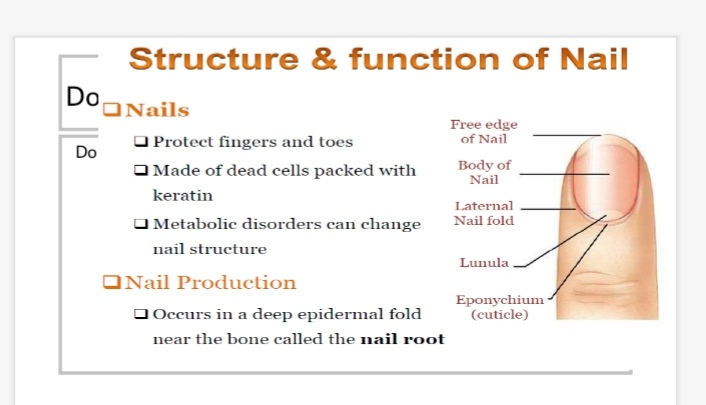 Structure & function of Nail
Do
Do
Nails
Protect fingers and toes
Made of dead cells packed with
keratin
Metabolic disorders can change
nail structure
Nail Production
Occurs in a deep epidermal fold
near the bone called the nail root
Free edge
of Nail
Body of
Nail
Laternal
Nail fold
Lunula
Eponychium
(cuticle)